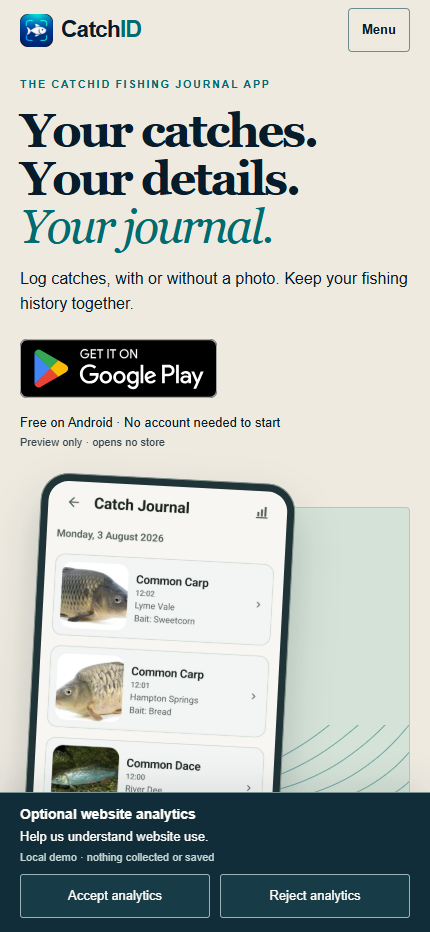 CatchID
Menu
THE CATCHID FISHING JOURNAL APP
Your catches.
Your details.
Your journal.
Log catches, with or without a photo. Keep your fishing
history together.
GET IT ON
Google Play
Free on Android · No account needed to start
Preview only · opens no store
Catch Journal
Monday, 3 August 2026
Common Carp
12:02
Lyme Vale
Bait: Sweetcorn
Common Carp
12:01
Hampton Springs
Bait: Bread
Common Dace
12:00
River Dee
Optional website analytics
Help us understand website use.
Local demo · nothing collected or saved
Accept analytics
Reject analytics